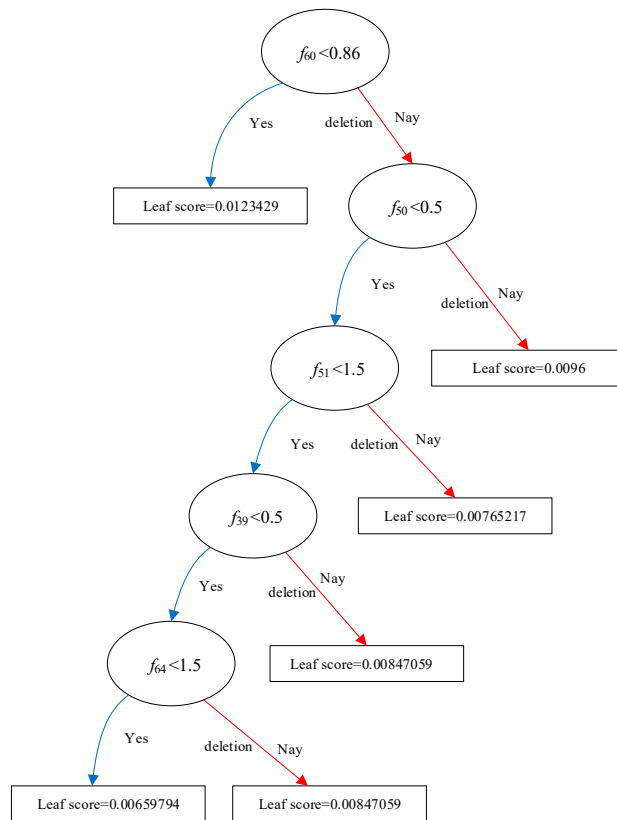 f60<0.86
Yes
deletion
Nay
Leaf score=0.0123429
f50<0.5
Yes
deletion
Nay
f51<1.5
Leaf score=0.0096
Yes
deletion
Nay
f39<0.5
Leaf score=0.00765217
Yes
deletion
Nay
f64<1.5
Leaf score=0.00847059
Yes
deletion
Nay
Leaf score=0.00659794
Leaf score=0.00847059